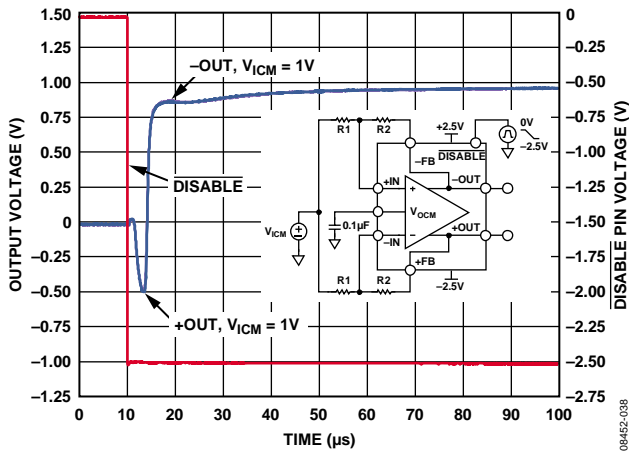 1.50
1.25
1.00
0.75
0.50
0.25
0
–0.25
–0.50
–0.75
–1.00
–1.25
OUTPUT VOLTAGE (V)
0
–0.25
–0.50
–0.75
–1.00
–1.25
–1.50
–1.75
–2.00
–2.25
–2.50
–2.75
DISABLE PIN VOLTAGE (V)
0 10 20 30 40 50 60 70 80 90 100
TIME (µs)
–OUT, VICM = 1V
DISABLE
+OUT, VICM = 1V
R1 R2
+2.5V
0V
–2.5V
–FB
DISABLE
+IN
–OUT
VOCM
VICM
0.1µF
–IN
+OUT
+FB
R1 R2
–2.5V
08452-038